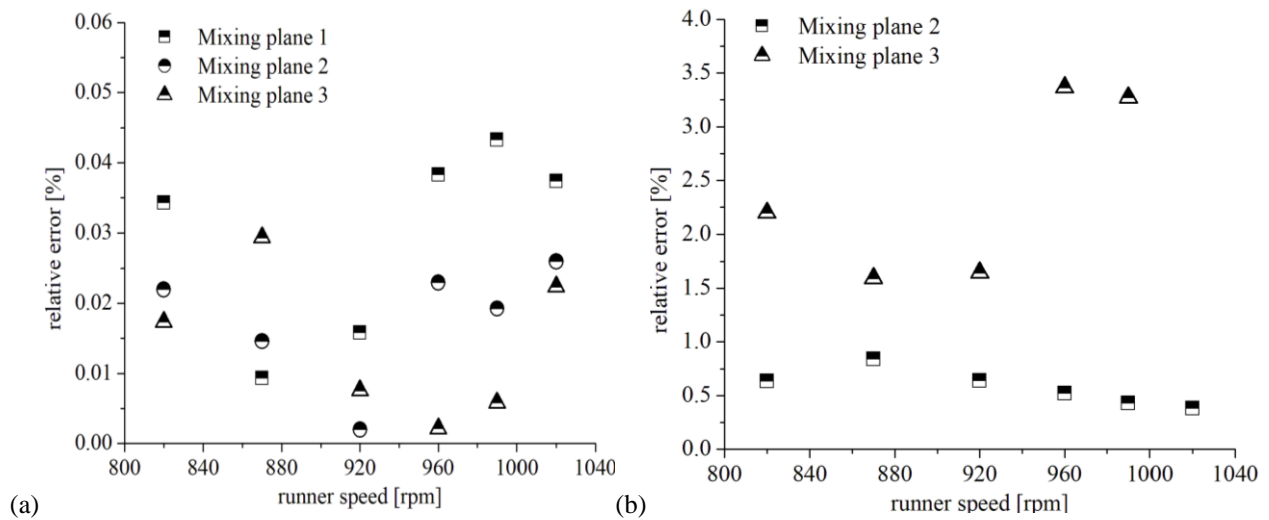 0.06
0.05
0.04
0.03
0.02
0.01
0.00
relative error [%]
Mixing plane 1
Mixing plane 2
Mixing plane 3
800 840 880 920 960 1000 1040
runner speed [rpm]
(a)
4.0
3.5
3.0
2.5
2.0
1.5
1.0
0.5
0.0
relative error [%]
Mixing plane 2
Mixing plane 3
800 840 880 920 960 1000 1040
runner speed [rpm]
(b)